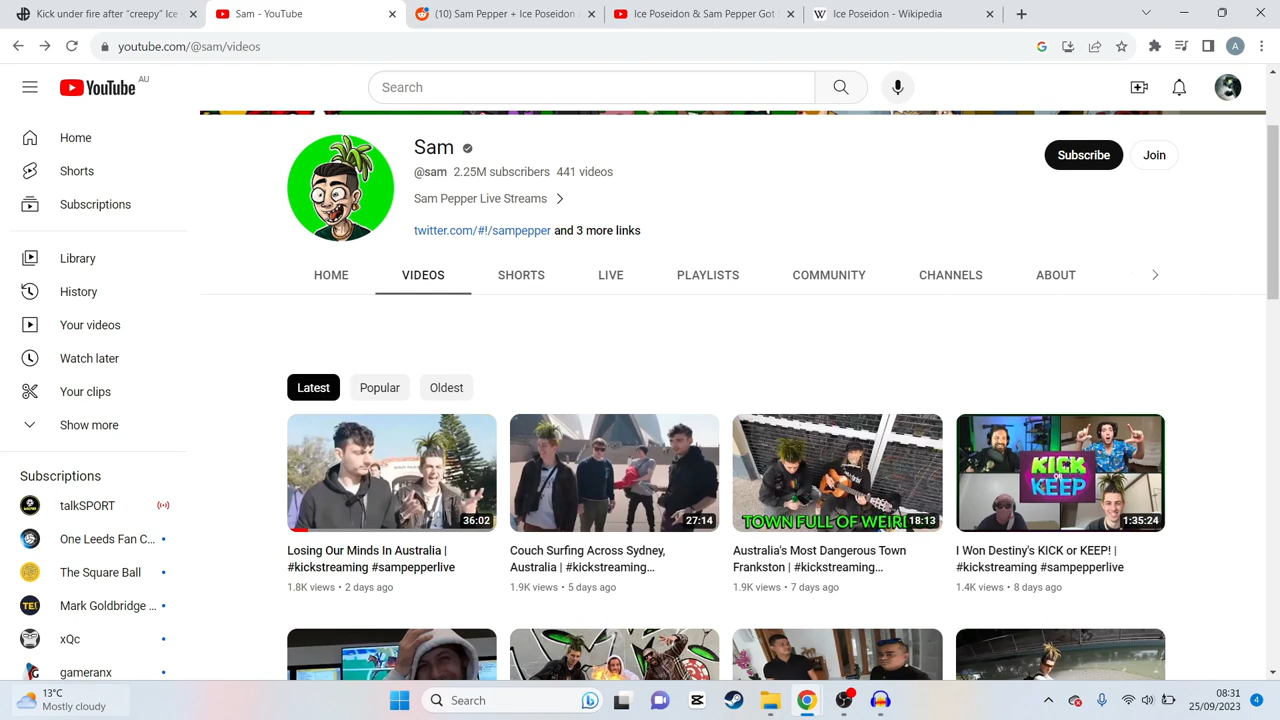 Kick under fire after "creepy" Ice
Sam - YouTube
(10) Sam Pepper + Ice Poseidon
Ice Poseidon & Sam Pepper Got
Ice Poseidon - Wikipedia
youtube.com/@sam/videos
A
YouTube AU
Search
Home
Shorts
Subscriptions
Library
History
Your videos
Watch later
Your clips
Show more
Subscriptions
talkSPORT
One Leeds Fan C...
The Square Ball
Mark Goldbridge ...
xQc
gameranx
Sam
@sam 2.25M subscribers 441 videos
Sam Pepper Live Streams
twitter.com/#!/sampepper and 3 more links
Subscribe
Join
HOME VIDEOS SHORTS LIVE PLAYLISTS COMMUNITY CHANNELS ABOUT
Latest Popular Oldest
36:02
Losing Our Minds In Australia |
#kickstreaming #sampepperlive
1.8K views • 2 days ago
27:14
Couch Surfing Across Sydney,
Australia | #kickstreaming...
1.9K views • 5 days ago
TOWN FULL OF WEIR
18:13
Australia's Most Dangerous Town
Frankston | #kickstreaming...
1.9K views • 7 days ago
KICK
OR
KEEP
1:35:24
I Won Destiny's KICK or KEEP! |
#kickstreaming #sampepperlive
1.4K views • 8 days ago
13°C
Mostly cloudy
Search
08:31
25/09/2023
4